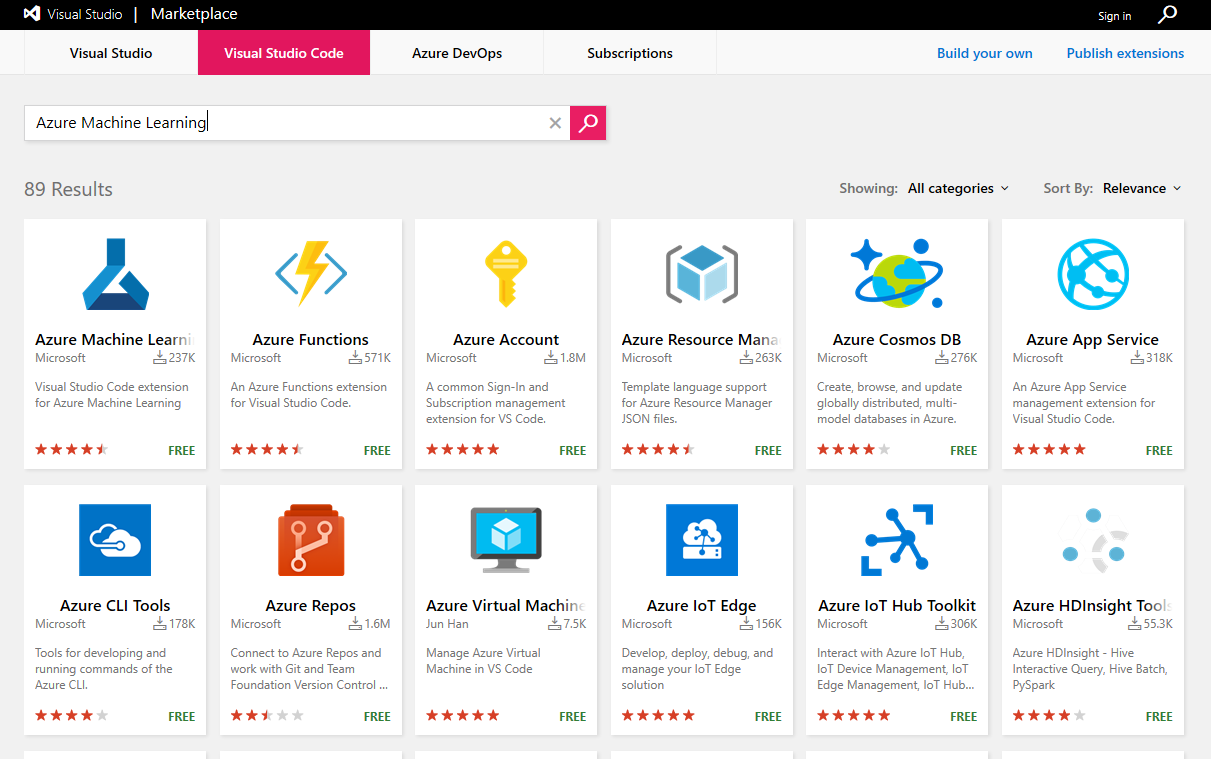 Visual Studio | Marketplace
Sign in
Visual Studio
Visual Studio Code
Azure DevOps
Subscriptions
Build your own
Publish extensions
Azure Machine Learning
89 Results
Showing: All categories
Sort By: Relevance
Azure Machine Learni
Microsoft 237K
Visual Studio Code extension
for Azure Machine Learning
FREE
Azure Functions
Microsoft 571K
An Azure Functions extension
for Visual Studio Code.
FREE
Azure Account
Microsoft 1.8M
A common Sign-In and
Subscription management
extension for VS Code.
FREE
Azure Resource Mana
Microsoft 263K
Template language support
for Azure Resource Manager
JSON files.
FREE
Azure Cosmos DB
Microsoft 276K
Create, browse, and update
globally distributed, multi-
model databases in Azure.
FREE
Azure App Service
Microsoft 318K
An Azure App Service
management extension for
Visual Studio Code.
FREE
Azure CLI Tools
Microsoft 178K
Tools for developing and
running commands of the
Azure CLI.
FREE
Azure Repos
Microsoft 1.6M
Connect to Azure Repos and
work with Git and Team
Foundation Version Control ...
FREE
Azure Virtual Machine
Jun Han 7.5K
Manage Azure Virtual
Machine in VS Code
FREE
Azure IoT Edge
Microsoft 156K
Develop, deploy, debug, and
manage your IoT Edge
solution
FREE
Azure IoT Hub Toolkit
Microsoft 306K
Interact with Azure IoT Hub,
IoT Device Management, IoT
Edge Management, IoT Hub...
FREE
Azure HDInsight Tools
Microsoft 55.3K
Azure HDInsight - Hive
Interactive Query, Hive Batch,
PySpark
FREE